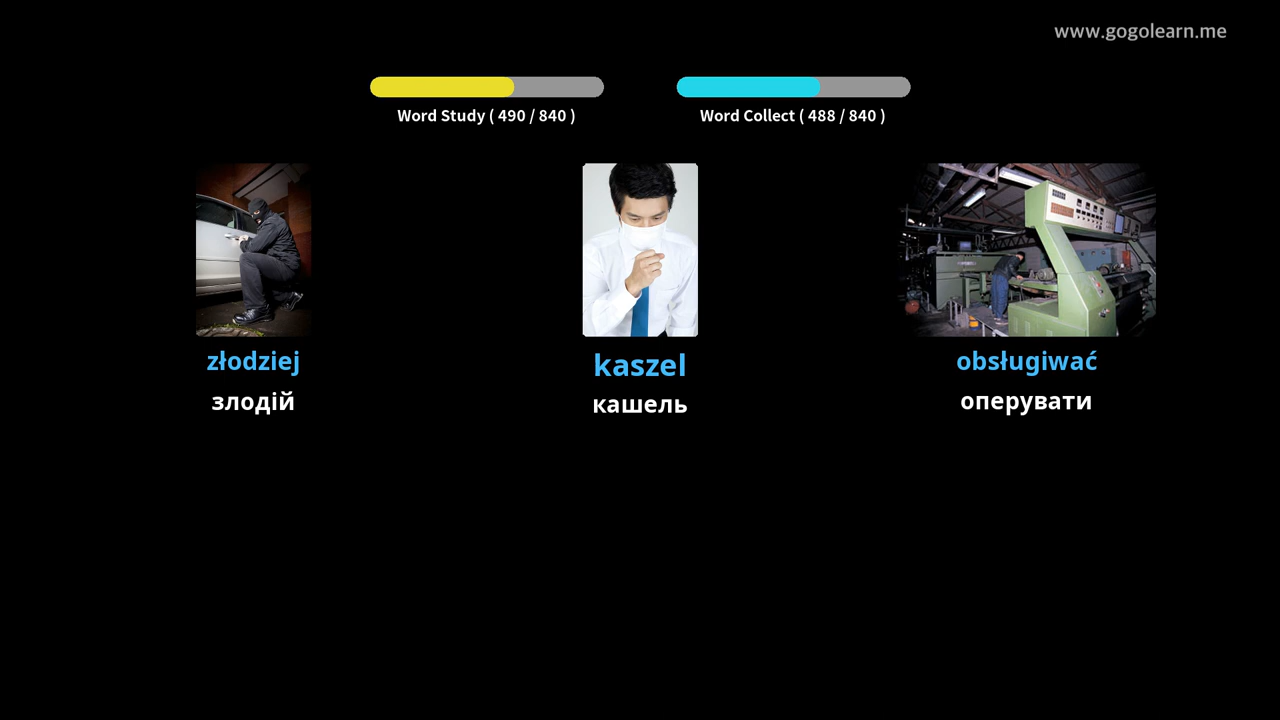 www.gogolearn.me
Word Study ( 490 / 840 )
Word Collect ( 488 / 840 )
złodziej
злодій
kaszel
кашель
obsługiwać
оперувати